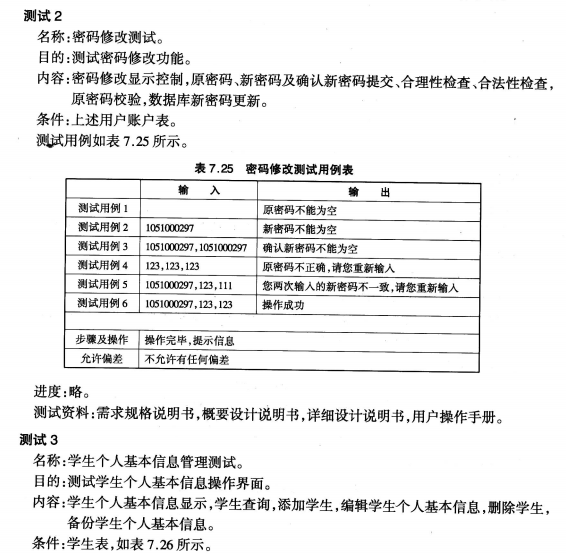 测试2
名称:密码修改测试。
目的:测试密码修改功能。
内容:密码修改显示控制,原密码、新密码及确认新密码提交、合理性检查、合法性检查,
原密码校验,数据库新密码更新。
条件:上述用户账户表。
测试用例如表7.25所示。
表7.25 密码修改测试用例表
输 入 输 出
测试用例1 原密码不能为空
测试用例2 1051000297 新密码不能为空
测试用例3 1051000297,1051000297 确认新密码不能为空
测试用例4 123,123,123 原密码不正确,请您重新输入
测试用例5 1051000297,123,111 您两次输入的新密码不一致,请您重新输入
测试用例6 1051000297,123,123 操作成功
步骤及操作 操作完毕,提示信息
允许偏差 不允许有任何偏差
进度:略。
测试资料:需求规格说明书,概要设计说明书,详细设计说明书,用户操作手册。
测试3
名称:学生个人基本信息管理测试。
目的:测试学生个人基本信息操作界面。
内容:学生个人基本信息显示,学生查询,添加学生,编辑学生个人基本信息,删除学生,
备份学生个人基本信息。
条件:学生表,如表7.26所示。